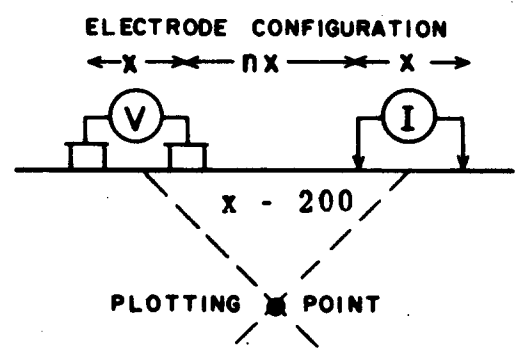 ELECTRODE CONFIGURATION
x nx x
V I
x - 200
PLOTTING POINT